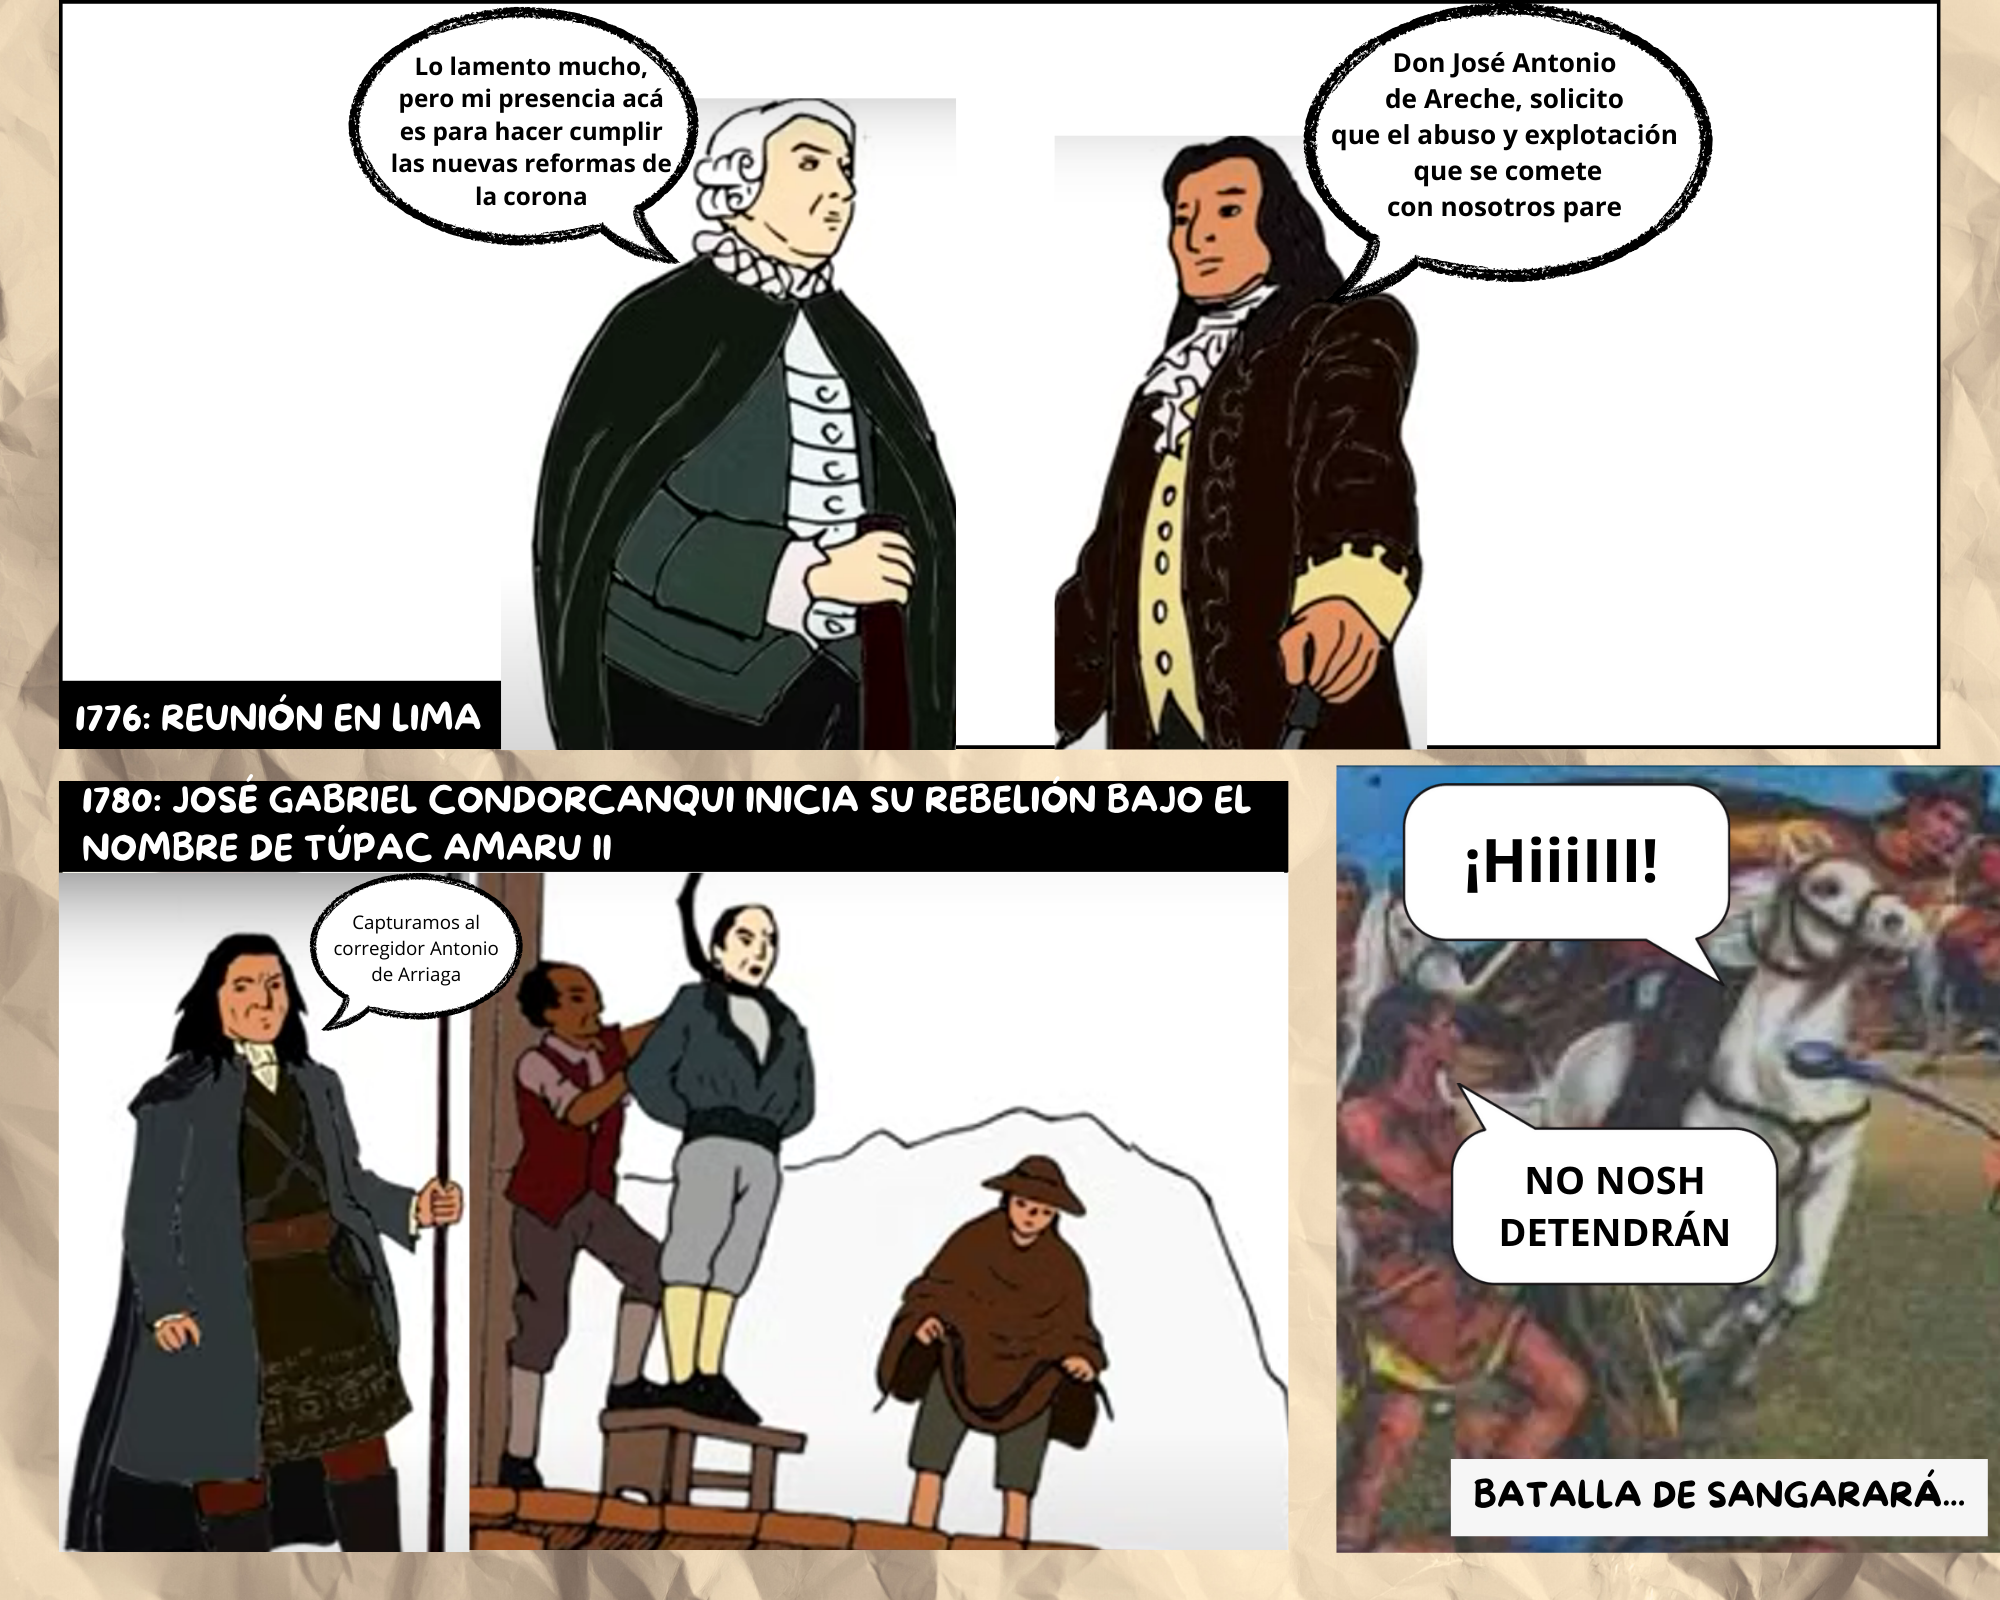 Lo lamento mucho,
pero mi presencia acá
es para hacer cumplir
las nuevas reformas de
la corona
Don José Antonio
de Areche, solicito
que el abuso y explotación
que se comete
con nosotros pare
1776: REUNIÓN EN LIMA
1780: JOSÉ GABRIEL CONDORCANQUI INICIA SU REBELIÓN BAJO EL
NOMBRE DE TÚPAC AMARU II
Capturamos al
corregidor Antonio
de Arriaga
¡HiiiIII!
NO NOSH
DETENDRÁN
BATALLA DE SANGARARÁ...